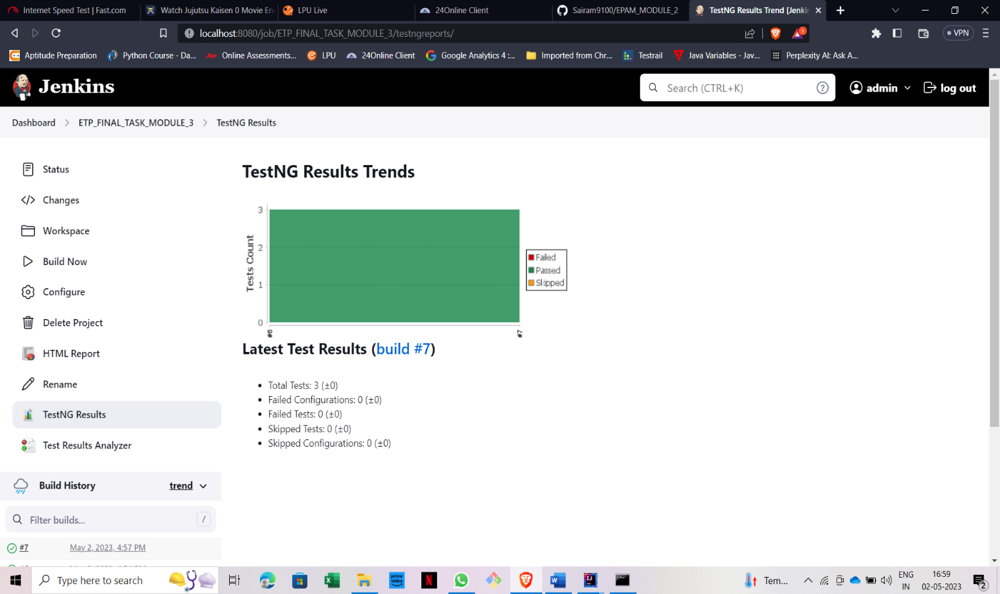 Internet Speed Test | Fast.com
Watch Jujutsu Kaisen 0 Movie En
LPU Live
24Online Client
Sairam9100/EPAM_MODULE_2
TestNG Results Trend [Jenkin
localhost:8080/job/ETP_FINAL_TASK_MODULE_3/testngreports/
1
VPN
Aptitude Preparation
Python Course - Da...
Online Assessments...
LPU
24Online Client
Google Analytics 4 :...
Imported from Chr...
Testrail
Java Variables - Jav...
Perplexity AI: Ask A...
Jenkins
Search (CTRL+K)
?
admin
log out
Dashboard
ETP_FINAL_TASK_MODULE_3
TestNG Results
Status
Changes
Workspace
Build Now
Configure
Delete Project
HTML Report
Rename
TestNG Results
Test Results Analyzer
Build History
trend
Filter builds...
/
#7
May 2, 2023, 4:57 PM
TestNG Results Trends
3
2
1
0
Tests Count
#6
#7
Failed
Passed
Skipped
Latest Test Results (build #7)
Total Tests: 3 (±0)
Failed Configurations: 0 (±0)
Failed Tests: 0 (±0)
Skipped Tests: 0 (±0)
Skipped Configurations: 0 (±0)
Type here to search
prime video
Tem...
ENG
IN
16:59
02-05-2023
2